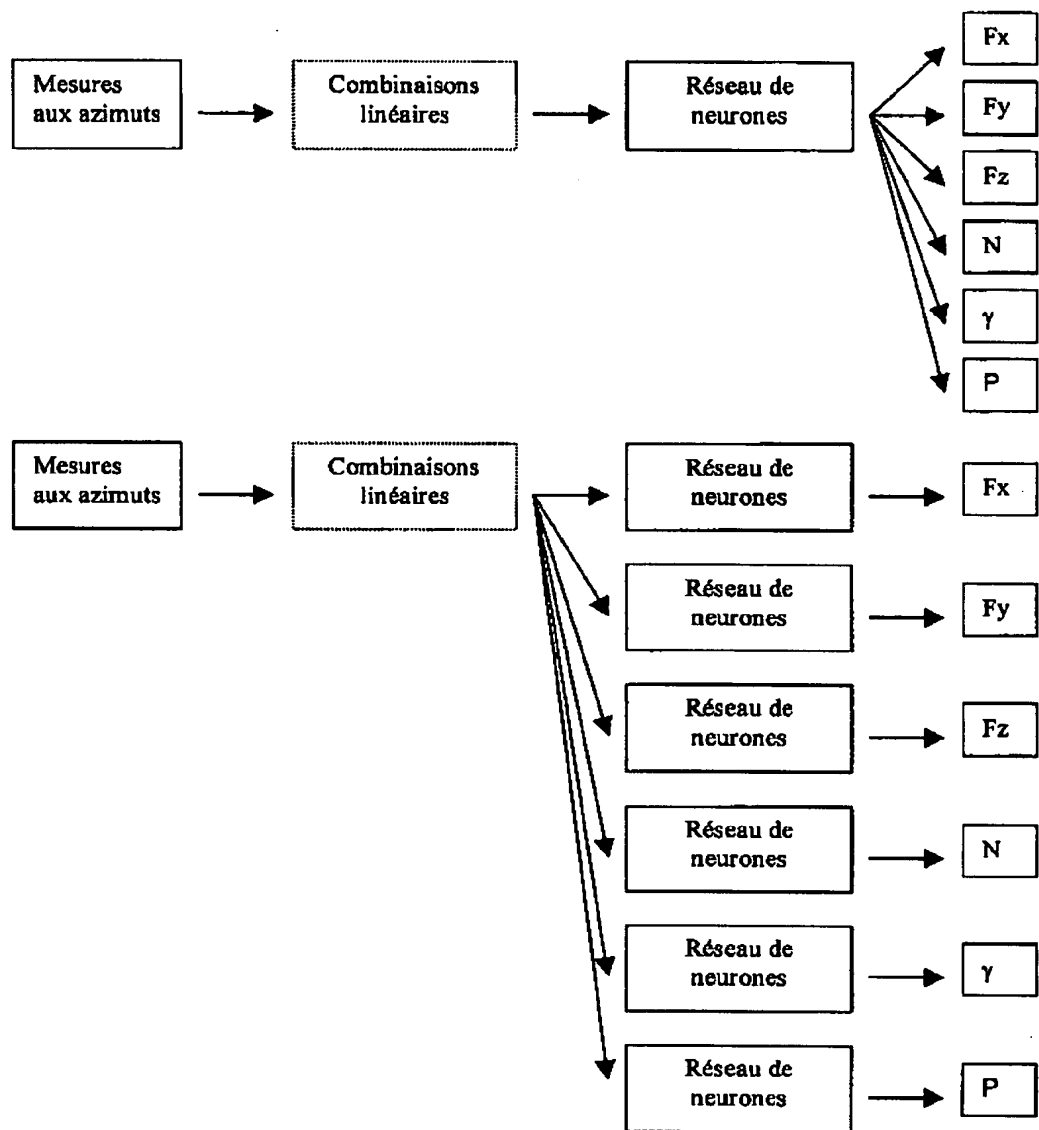 Mesures
aux azimuts
Combinaisons
linéaires
Réseau de
neurones
Fx
Fy
Fz
N
γ
P
Mesures
aux azimuts
Combinaisons
linéaires
Réseau de
neurones
Fx
Réseau de
neurones
Fy
Réseau de
neurones
Fz
Réseau de
neurones
N
Réseau de
neurones
γ
Réseau de
neurones
P